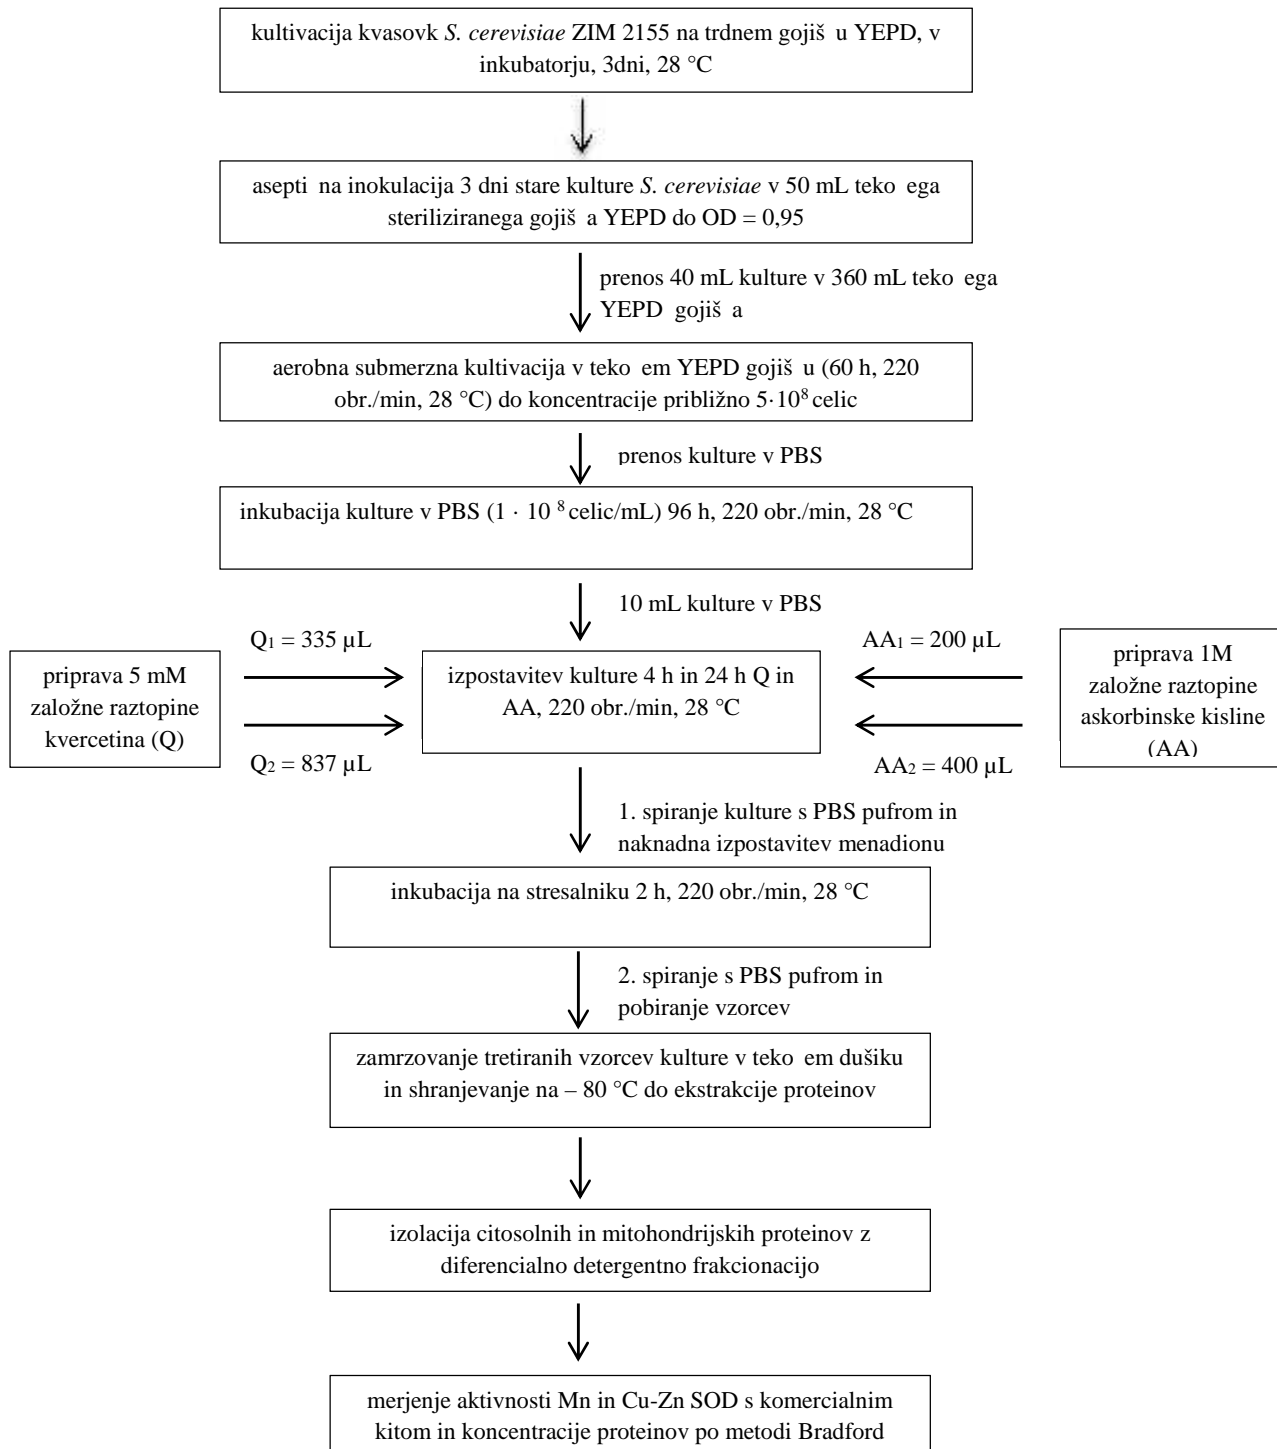 kultivacija kvasovk S. cerevisiae ZIM 2155 na trdnem gojiš u YEPD, v
inkubatorju, 3dni, 28 °C
asepti na inokulacija 3 dni stare kulture S. cerevisiae v 50 mL teko ega
steriliziranega gojiš a YEPD do OD = 0,95
prenos 40 mL kulture v 360 mL teko ega
YEPD gojiš a
aerobna submerzna kultivacija v teko em YEPD gojiš u (60 h, 220
obr./min, 28 °C) do koncentracije približno 5·10⁸ celic
prenos kulture v PBS
inkubacija kulture v PBS (1 · 10 ⁸ celic/mL) 96 h, 220 obr./min, 28 °C
10 mL kulture v PBS
Q₁ = 335 µL
AA₁ = 200 µL
priprava 5 mM
založne raztopine
kvercetina (Q)
izpostavitev kulture 4 h in 24 h Q in
AA, 220 obr./min, 28 °C
priprava 1M
založne raztopine
askorbinske kisline
(AA)
Q₂ = 837 µL
AA₂ = 400 µL
1. spiranje kulture s PBS pufrom in
naknadna izpostavitev menadionu
inkubacija na stresalniku 2 h, 220 obr./min, 28 °C
2. spiranje s PBS pufrom in
pobiranje vzorcev
zamrzovanje tretiranih vzorcev kulture v teko em dušiku
in shranjevanje na – 80 °C do ekstrakcije proteinov
izolacija citosolnih in mitohondrijskih proteinov z
diferencialno detergentno frakcionacijo
merjenje aktivnosti Mn in Cu-Zn SOD s komercialnim
kitom in koncentracije proteinov po metodi Bradford